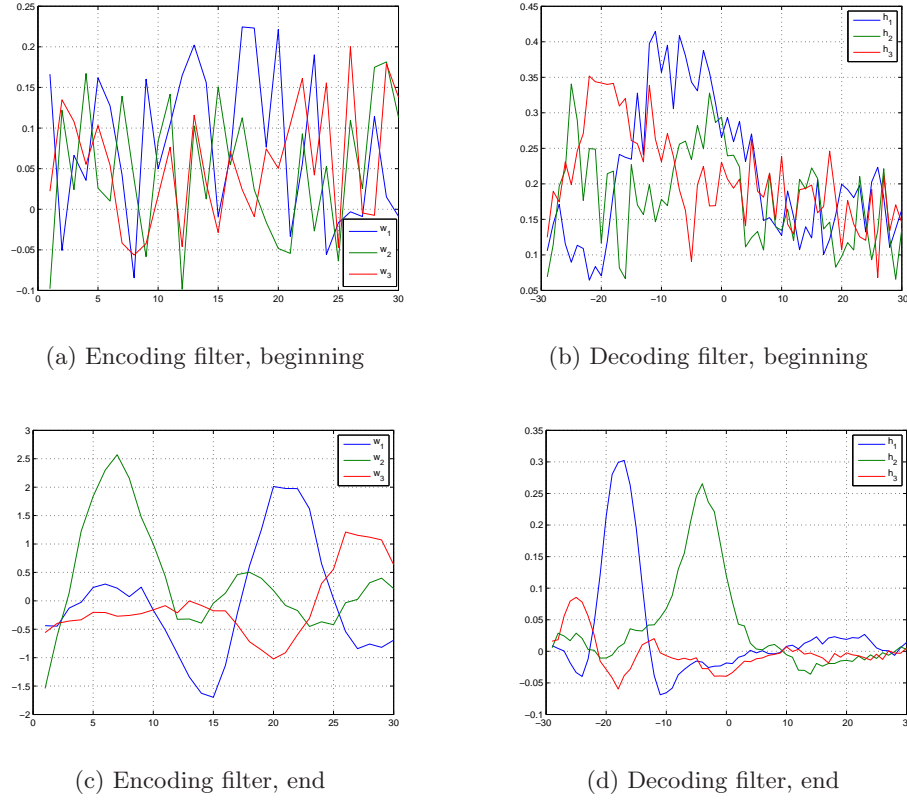 0.25
0.2
0.15
0.1
0.05
0
−0.05
−0.1
0 5 10 15 20 25 30
w1
w2
w3
(a) Encoding filter, beginning
0.45
0.4
0.35
0.3
0.25
0.2
0.15
0.1
0.05
−30 −20 −10 0 10 20 30
h1
h2
h3
(b) Decoding filter, beginning
3
2.5
2
1.5
1
0.5
0
−0.5
−1
−1.5
−2
0 5 10 15 20 25 30
w1
w2
w3
(c) Encoding filter, end
0.35
0.3
0.25
0.2
0.15
0.1
0.05
0
−0.05
−0.1
−30 −20 −10 0 10 20 30
h1
h2
h3
(d) Decoding filter, end